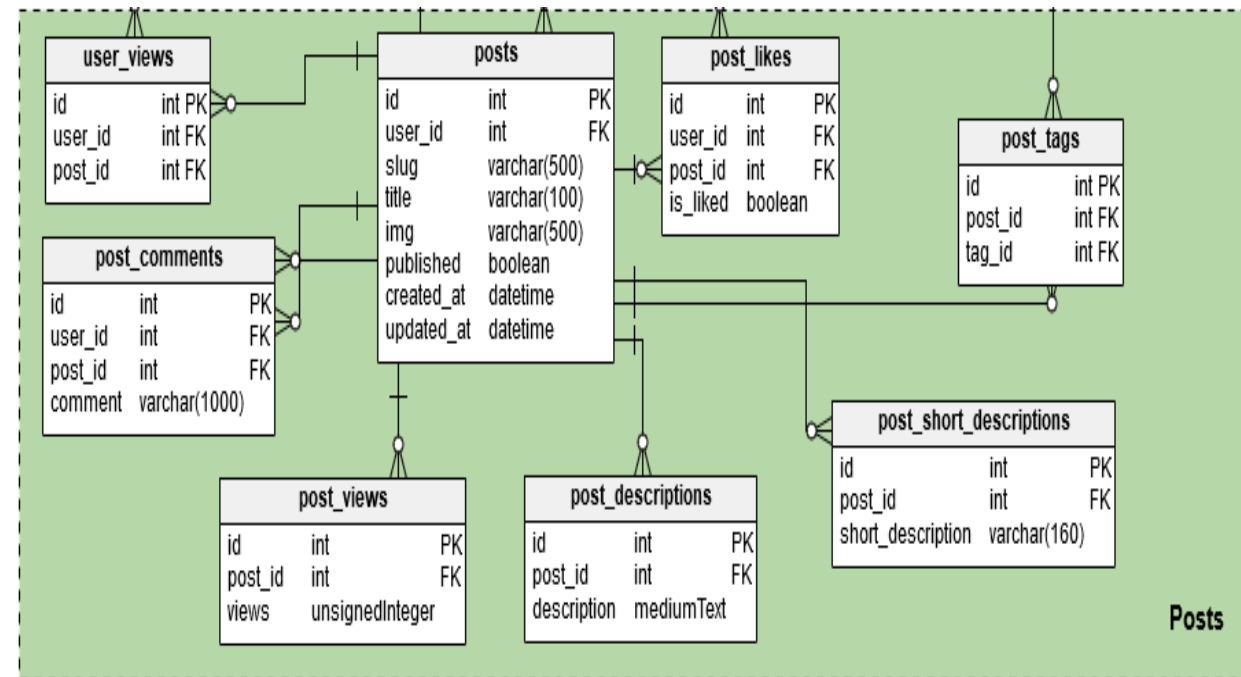 user_views
id int PK
user_id int FK
post_id int FK
posts
id int PK
user_id int FK
slug varchar(500)
title varchar(100)
img varchar(500)
published boolean
created_at datetime
updated_at datetime
post_likes
id int PK
user_id int FK
post_id int FK
is_liked boolean
post_tags
id int PK
post_id int FK
tag_id int FK
post_comments
id int PK
user_id int FK
post_id int FK
comment varchar(1000)
post_views
id int PK
post_id int FK
views unsignedInteger
post_descriptions
id int PK
post_id int FK
description mediumText
post_short_descriptions
id int PK
post_id int FK
short_description varchar(160)
Posts